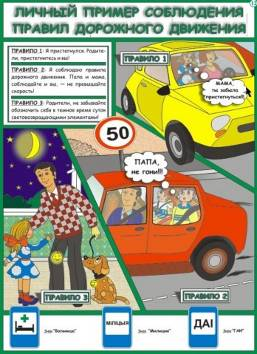 ЛИЧНЫЙ ПРИМЕР СОБЛЮДЕНИЯ
ПРАВИЛ ДОРОЖНОГО ДВИЖЕНИЯ
ПРАВИЛО 1: Я пристегнулся. Родите-
ли, пристегнитесь и вы!
ПРАВИЛО 2: Я соблюдаю правила
дорожного движения. Папа и мама,
соблюдайте и вы, – не превышайте
скорость!
ПРАВИЛО 3: Родители, не забывайте
обозначить себя в темное время суток
световозвращающими элементами!
ПРАВИЛО 1
МАМА,
ты забыла
пристегнуться!!!
50
ПАПА,
не гони!!!
ПРАВИЛО 3
ПРАВИЛО 2
Знак "Больница"
МІЛІЦІЯ
Знак "Милиция"
ДАІ
Знак "ГАИ"